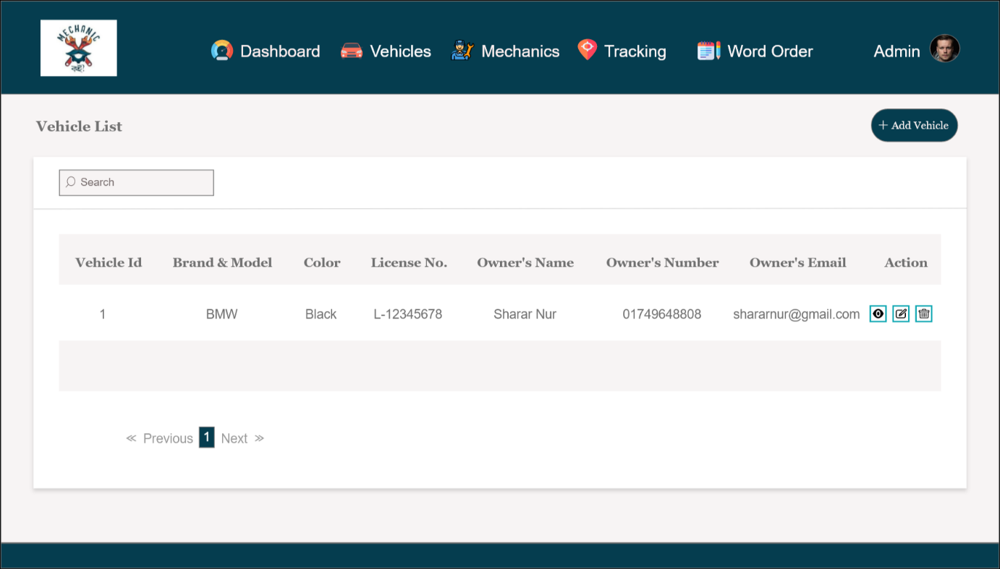 MECHANIC
কই?
Dashboard Vehicles Mechanics Tracking Word Order Admin
Vehicle List
+ Add Vehicle
Search
Vehicle Id Brand & Model Color License No. Owner's Name Owner's Number Owner's Email Action
1 BMW Black L-12345678 Sharar Nur 01749648808 shararnur@gmail.com
« Previous 1 Next »